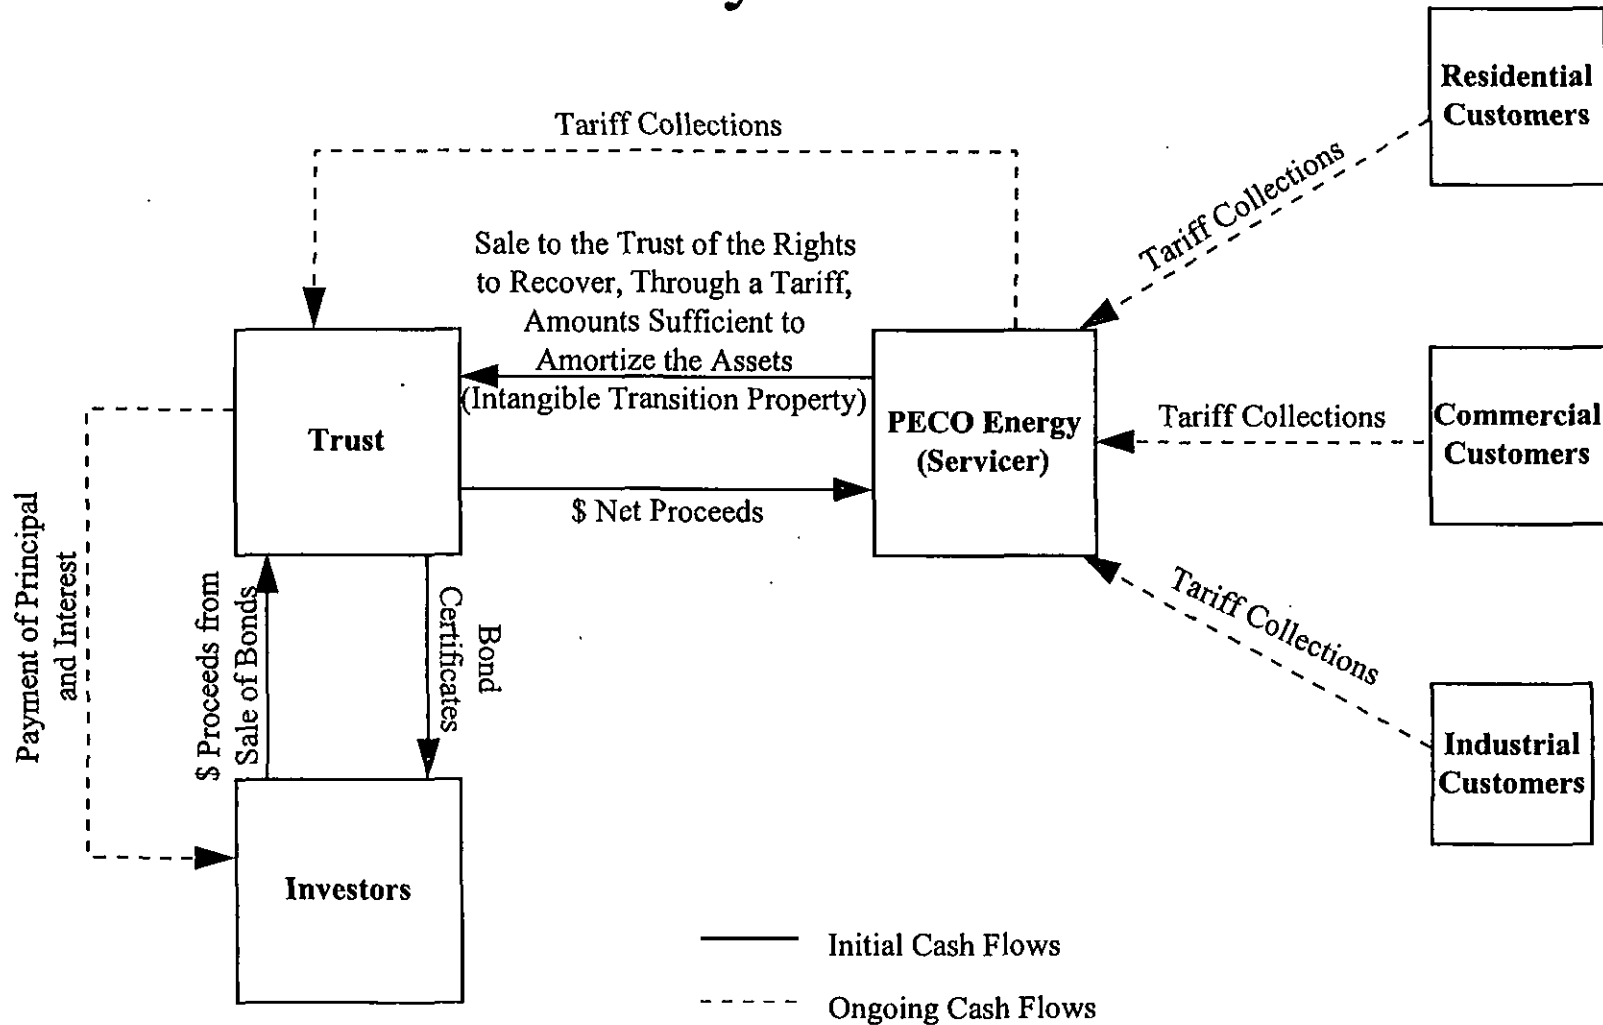 Tariff Collections
Residential
Customers
Tariff Collections
Sale to the Trust of the Rights
to Recover, Through a Tariff,
Amounts Sufficient to
Amortize the Assets
(Intangible Transition Property)
Trust
PECO Energy
(Servicer)
Tariff Collections
Commercial
Customers
$ Net Proceeds
Payment of Principal
and Interest
$ Proceeds from
Sale of Bonds
Bond
Certificates
Tariff Collections
Industrial
Customers
Investors
Initial Cash Flows
Ongoing Cash Flows